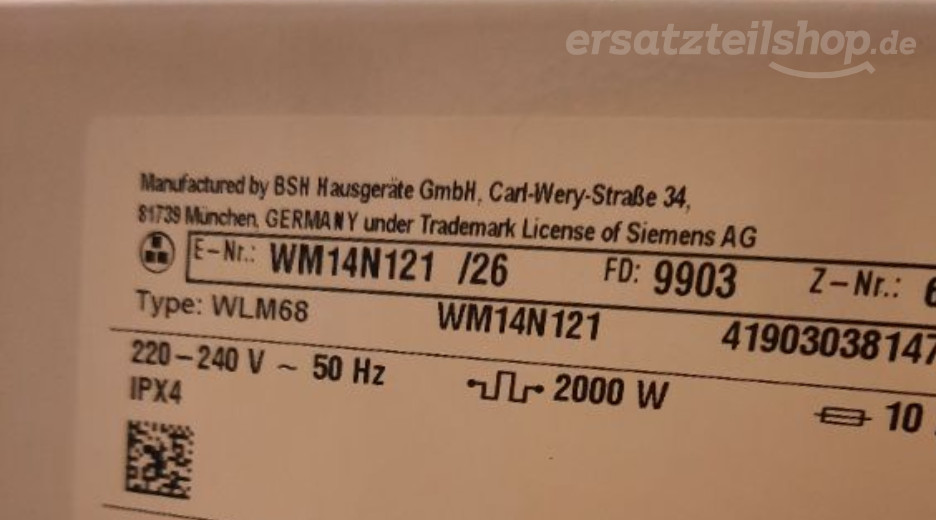 ersatzteilshop.de
Manufactured by BSH Hausgeräte GmbH, Carl-Wery-Straße 34,
81739 München, GERMANY under Trademark License of Siemens AG
E-Nr.: WM14N121 /26 FD: 9903 Z-Nr.:
Type: WLM68 WM14N121 41903038147
220-240 V ~ 50 Hz 2000 W 10
IPX4